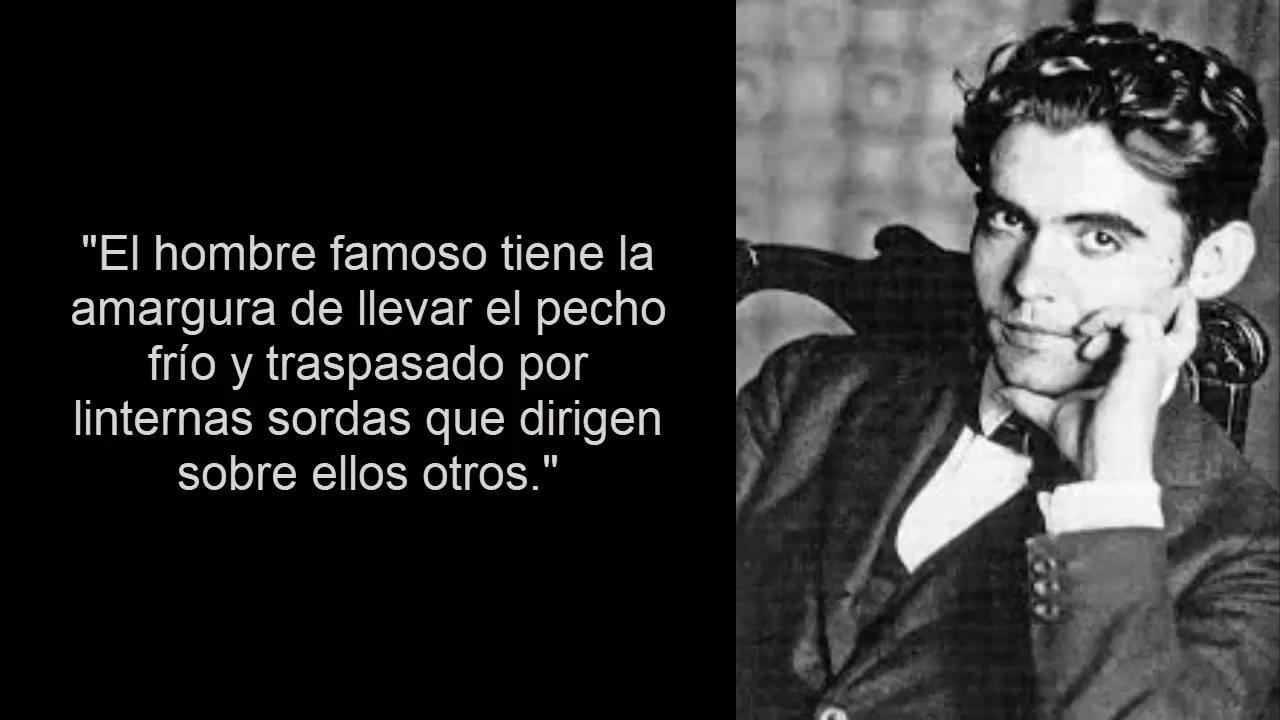 "El hombre famoso tiene la
amargura de llevar el pecho
frío y traspasado por
linternas sordas que dirigen
sobre ellos otros."